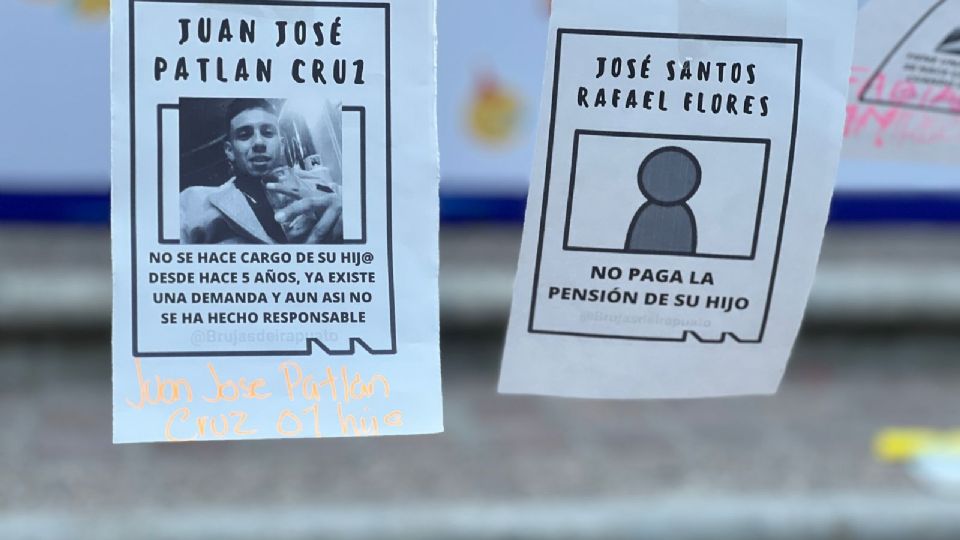 JUAN JOSÉ
PATLAN CRUZ
NO SE HACE CARGO DE SU HIJ@
DESDE HACE 5 AÑOS, YA EXISTE
UNA DEMANDA Y AUN ASI NO
SE HA HECHO RESPONSABLE
@Brujasdeirapuato
Juan Jose Patlán
Cruz 01 hijo
JOSÉ SANTOS
RAFAEL FLORES
NO PAGA LA
PENSIÓN DE SU HIJO
@Brujasdeirapuato